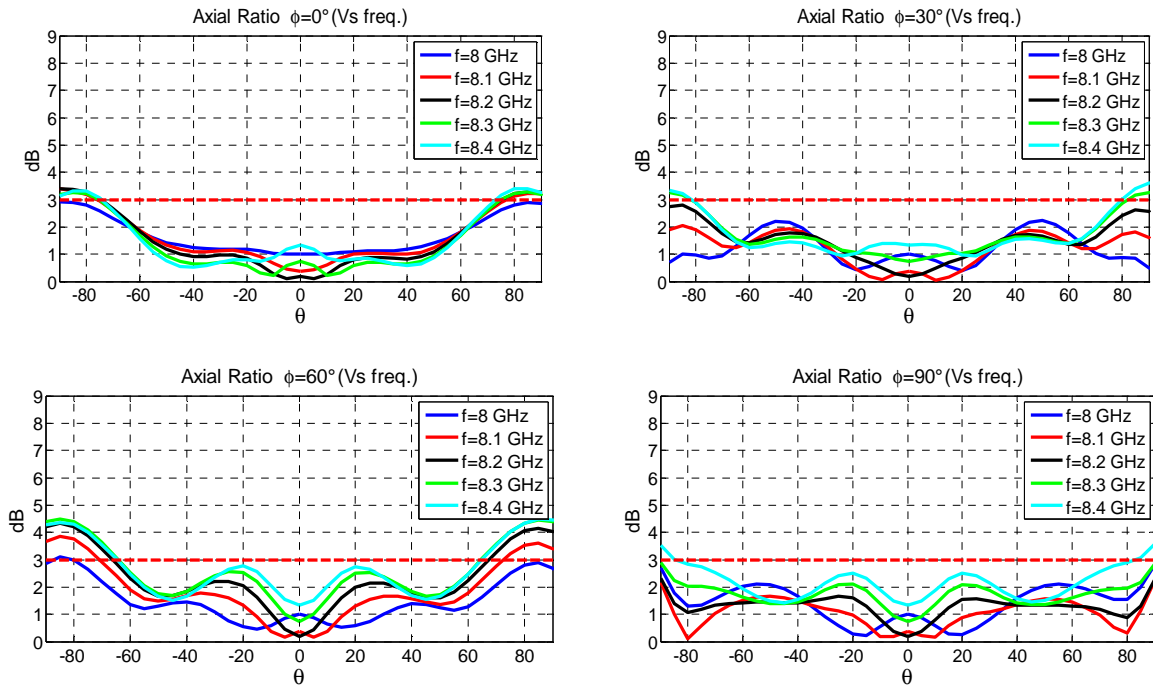 Axial Ratio ϕ=0° (Vs freq.)
9
8
7
6
5
4
3
2
1
0
dB
-80 -60 -40 -20 0 20 40 60 80
θ
f=8 GHz
f=8.1 GHz
f=8.2 GHz
f=8.3 GHz
f=8.4 GHz
Axial Ratio ϕ=30° (Vs freq.)
9
8
7
6
5
4
3
2
1
0
dB
-80 -60 -40 -20 0 20 40 60 80
θ
f=8 GHz
f=8.1 GHz
f=8.2 GHz
f=8.3 GHz
f=8.4 GHz
Axial Ratio ϕ=60° (Vs freq.)
9
8
7
6
5
4
3
2
1
0
dB
-80 -60 -40 -20 0 20 40 60 80
θ
f=8 GHz
f=8.1 GHz
f=8.2 GHz
f=8.3 GHz
f=8.4 GHz
Axial Ratio ϕ=90° (Vs freq.)
9
8
7
6
5
4
3
2
1
0
dB
-80 -60 -40 -20 0 20 40 60 80
θ
f=8 GHz
f=8.1 GHz
f=8.2 GHz
f=8.3 GHz
f=8.4 GHz